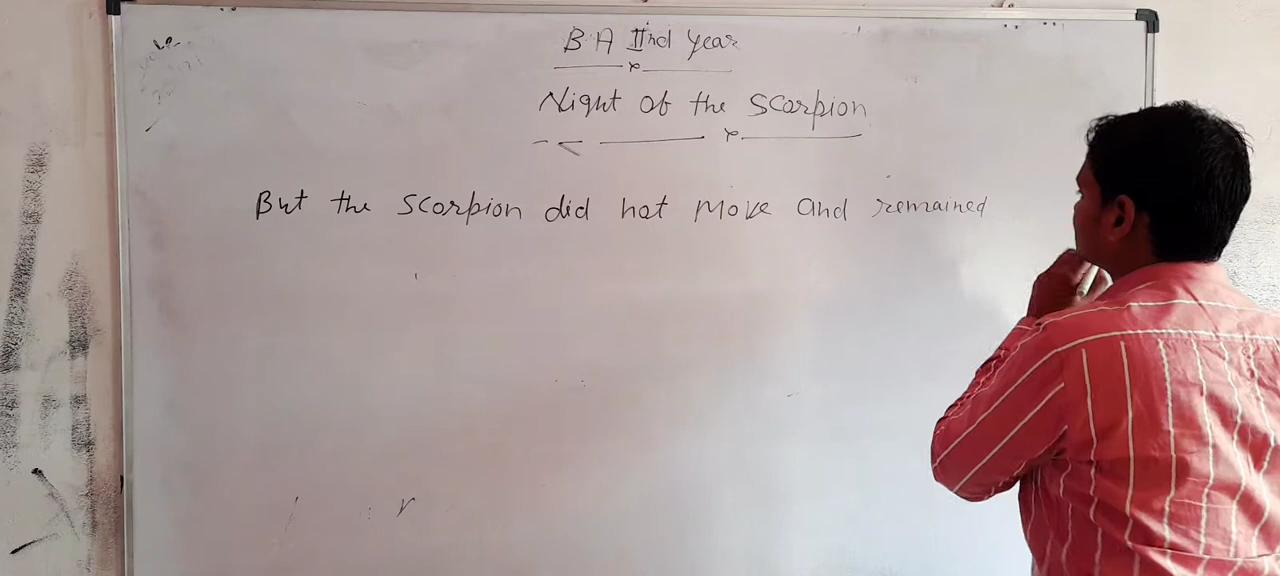 B A IInd Year
Night of the Scorpion
But the scorpion did not move and remained